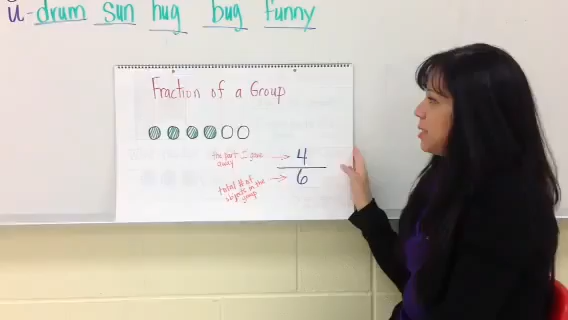 u - drum sun hug bug funny
Fraction of a Group
the part I gave
away
4
total # of
objects in the
group
6